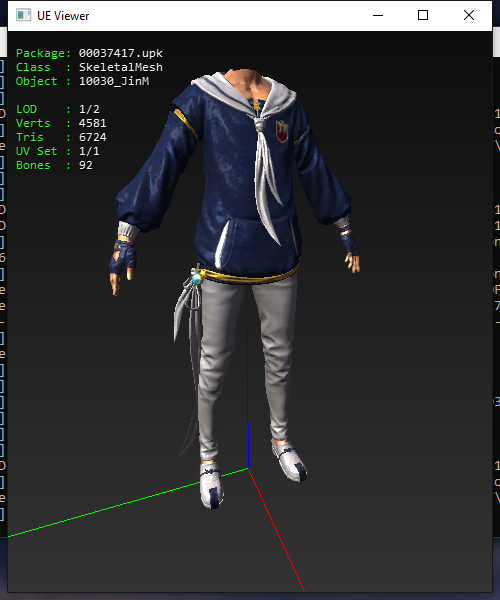 UE Viewer
Package: 00037417.upk
Class : SkeletalMesh
Object : 10030_JinM
LOD : 1/2
Verts : 4581
Tris : 6724
UV Set : 1/1
Bones : 92